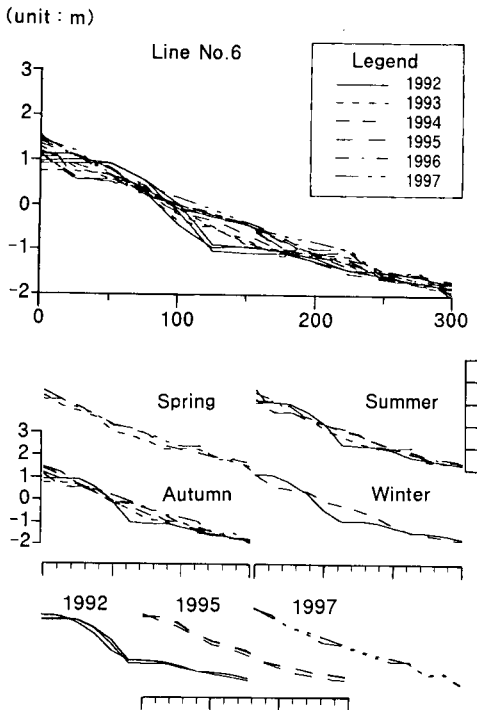 (unit : m)
Line No.6
Legend
1992
1993
1994
1995
1996
1997
3
2
1
0
-1
-2
0 100 200 300
Spring Summer
3
2
1
0
-1
-2
Autumn Winter
1992 1995 1997